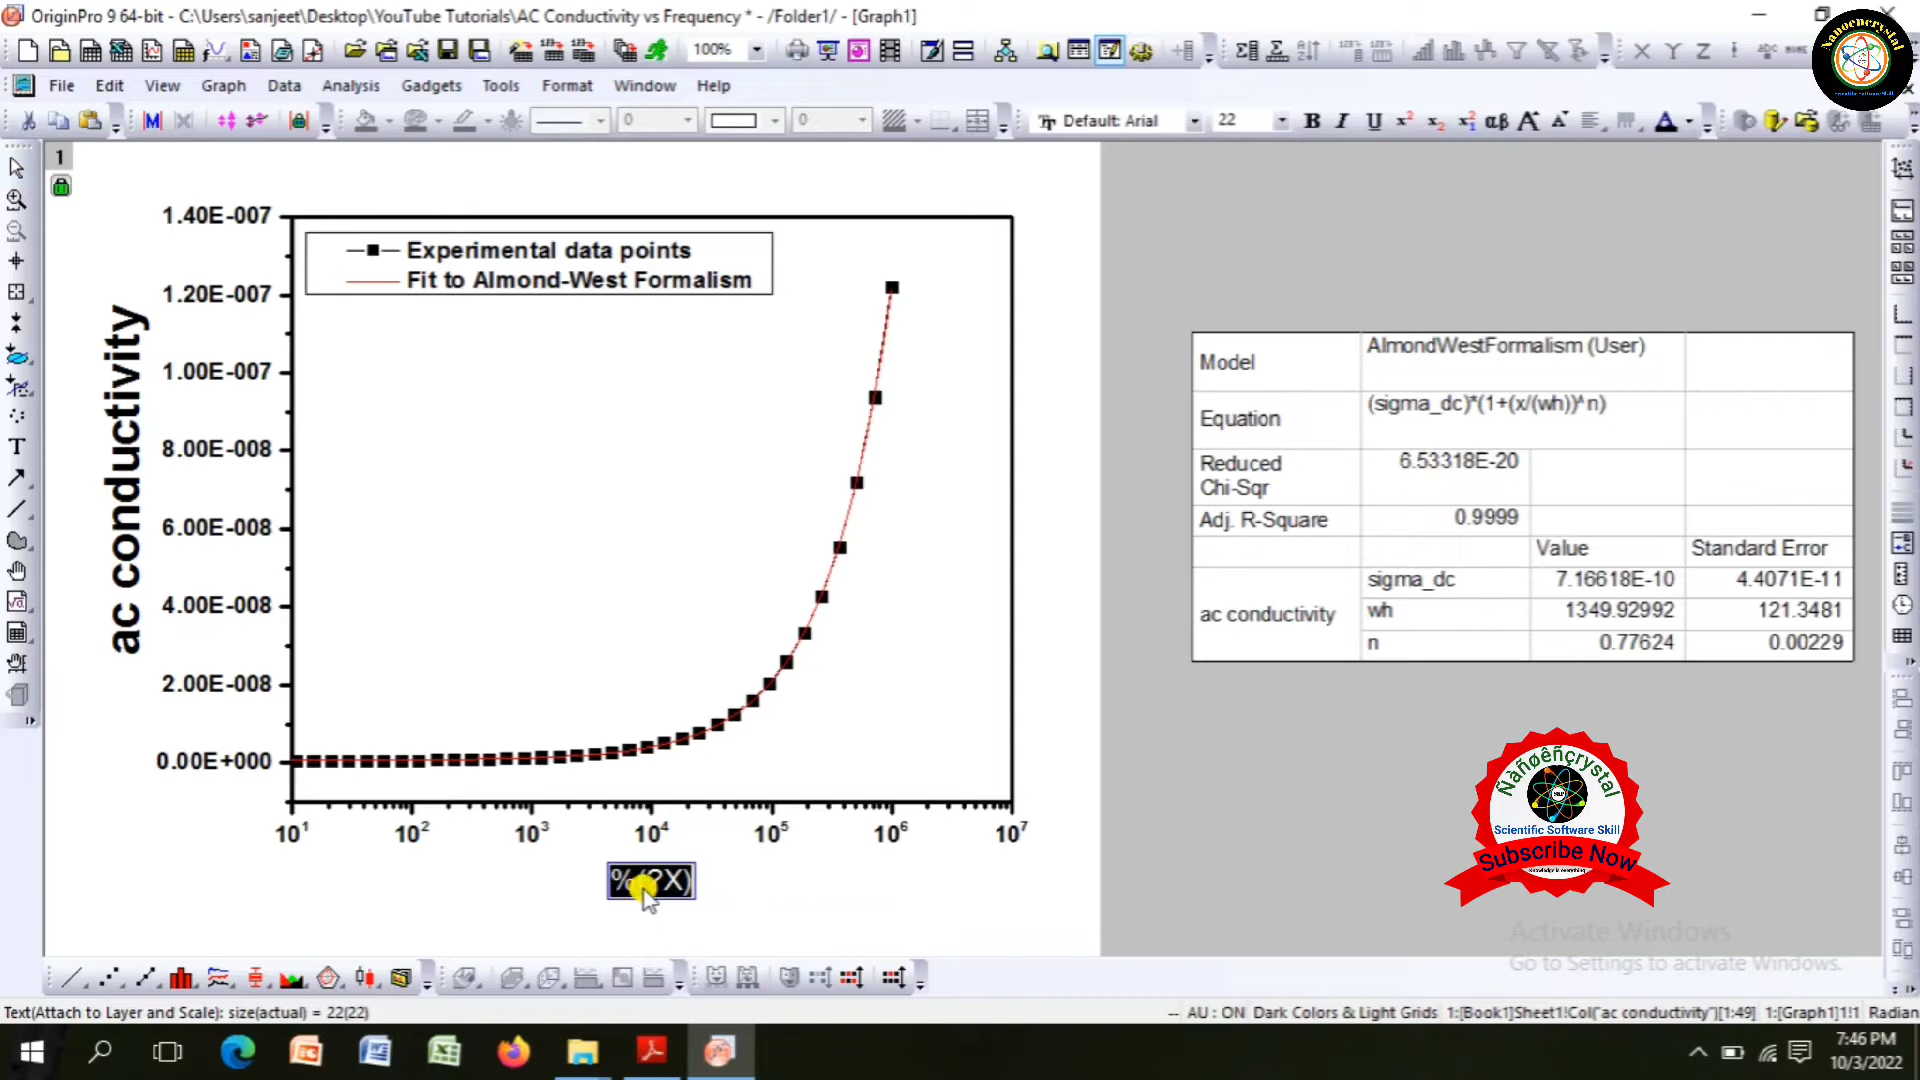 OriginPro 9 64-bit - C:\Users\sanjeet\Desktop\YouTube Tutorials\AC Conductivity vs Frequency * - /Folder1/ - [Graph1]
100%
File Edit View Graph Data Analysis Gadgets Tools Format Window Help
0
0
Default: Arial
22
B I U
Nanoencrystal
1
1.40E-007
1.20E-007
1.00E-007
8.00E-008
6.00E-008
4.00E-008
2.00E-008
0.00E+000
ac conductivity
Experimental data points
Fit to Almond-West Formalism
10¹ 10² 10³ 10⁴ 10⁵ 10⁶ 10⁷
%(?X)
Model AlmondWestFormalism (User)
Equation (sigma_dc)*(1+(x/(wh))^n)
Reduced Chi-Sqr 6.53318E-20
Adj. R-Square 0.9999
Value Standard Error
ac conductivity sigma_dc 7.16618E-10 4.4071E-11
wh 1349.92992 121.3481
n 0.77624 0.00229
Ñàñøêñçrystal
Scientific Software Skill
Subscribe Now
Knowledge is everything
Activate Windows
Go to Settings to activate Windows.
Text(Attach to Layer and Scale): size(actual) = 22(22)
-- AU : ON Dark Colors & Light Grids 1:[Book1]Sheet1!Col("ac conductivity")[1:49] 1:[Graph1]1!1 Radian
7:46 PM
10/3/2022